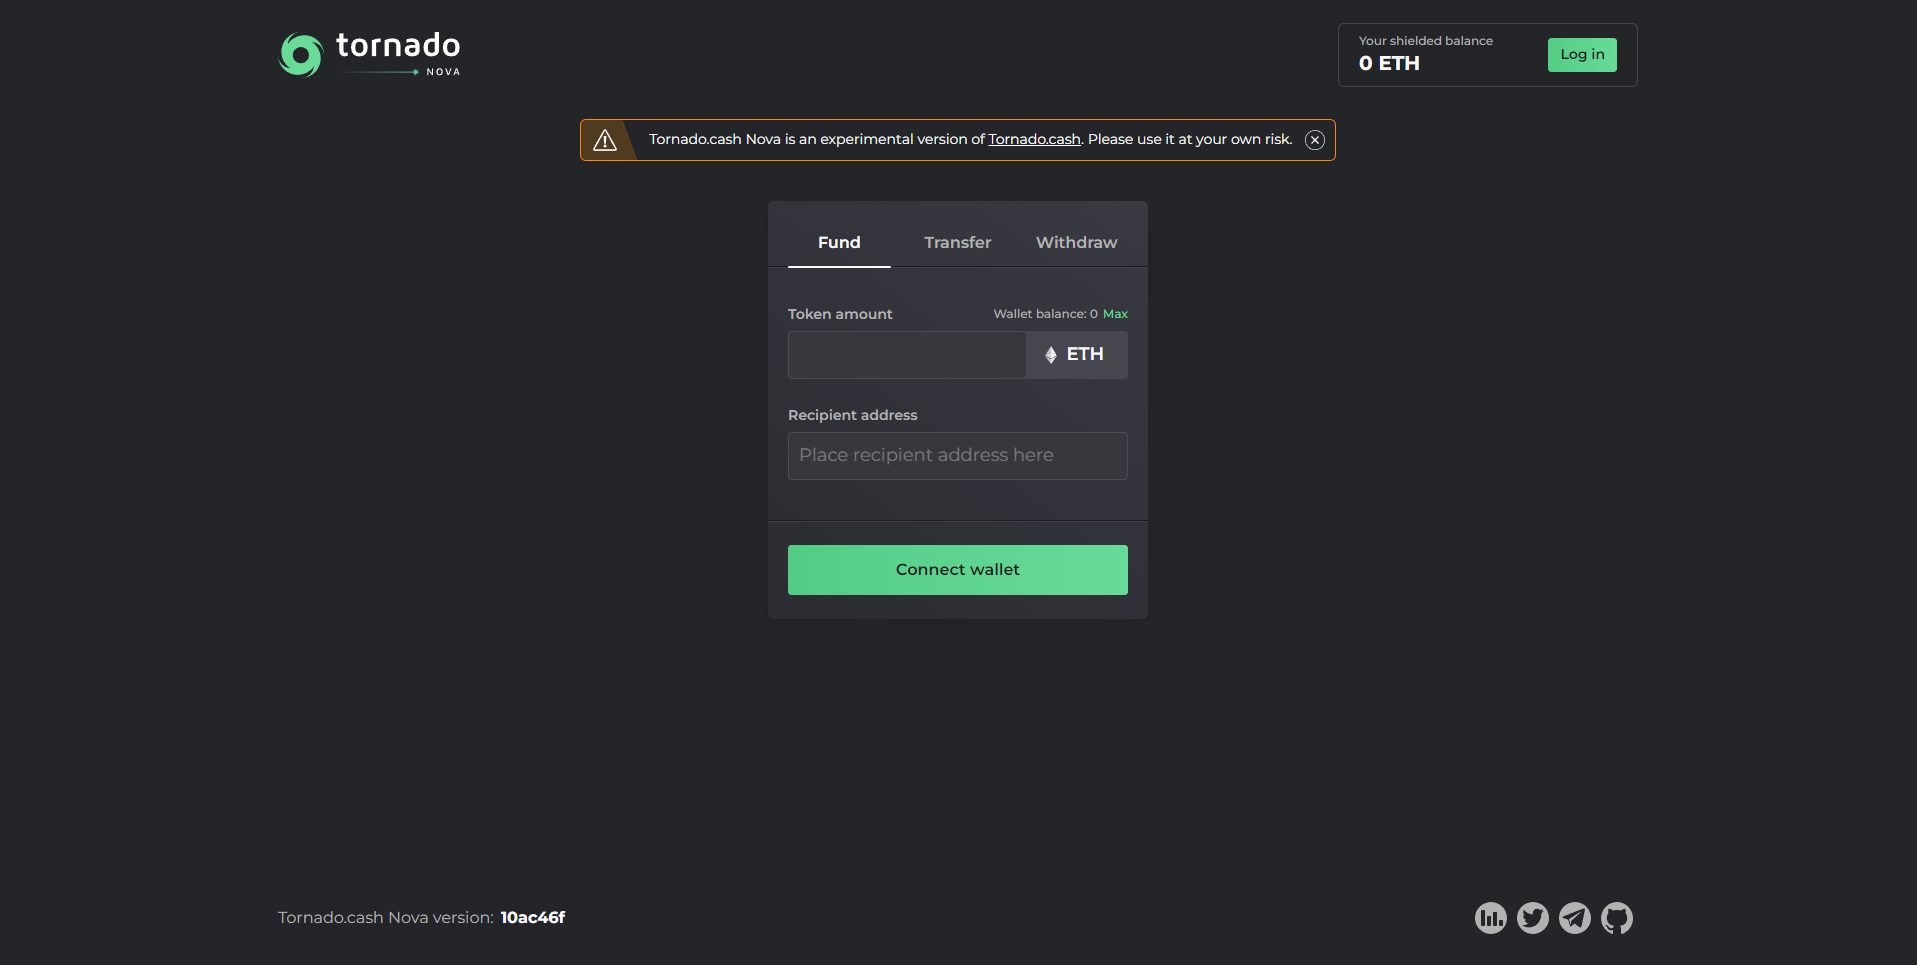 tornado
NOVA
Your shielded balance
0 ETH
Log in
Tornado.cash Nova is an experimental version of Tornado.cash. Please use it at your own risk.
Fund Transfer Withdraw
Token amount Wallet balance: 0 Max
ETH
Recipient address
Place recipient address here
Connect wallet
Tornado.cash Nova version: 10ac46f